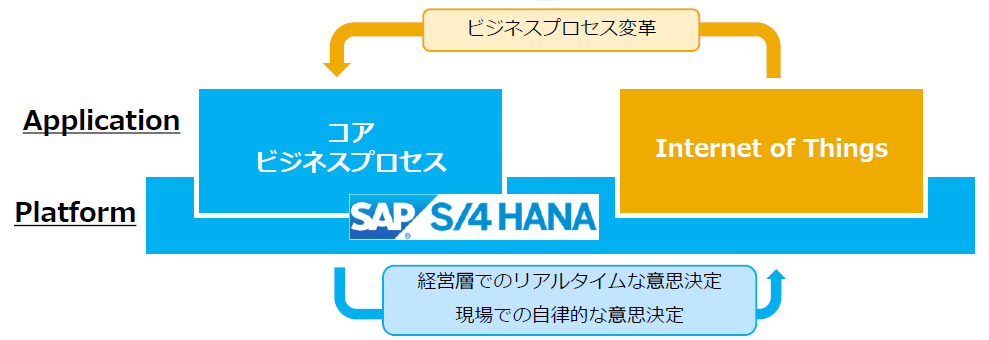 ビジネスプロセス変革
Application
コア
ビジネスプロセス
Internet of Things
Platform
SAP® S/4 HANA
経営層でのリアルタイムな意思決定
現場での自律的な意思決定